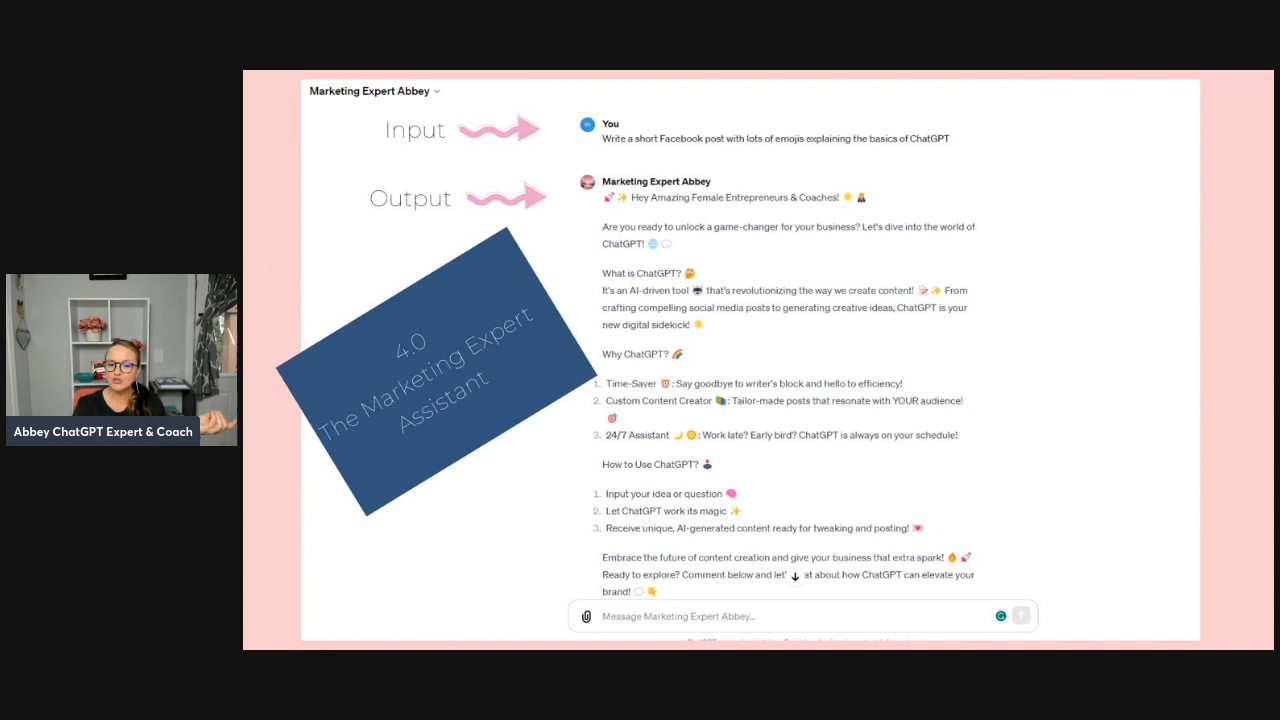 Marketing Expert Abbey
Input
You
Write a short Facebook post with lots of emojis explaining the basics of ChatGPT
Output
Marketing Expert Abbey
🚀 ✨ Hey Amazing Female Entrepreneurs & Coaches! ☀️ 👩‍💼
Are you ready to unlock a game-changer for your business? Let's dive into the world of
ChatGPT! 🌐 💬
What is ChatGPT? 🤔
It's an AI-driven tool 🤖 that's revolutionizing the way we create content! 📝 ✨ From
crafting compelling social media posts to generating creative ideas, ChatGPT is your
new digital sidekick! 🌟
Why ChatGPT? 🌈
1. Time-Saver ⏰: Say goodbye to writer's block and hello to efficiency!
2. Custom Content Creator 📚: Tailor-made posts that resonate with YOUR audience!
🎯
3. 24/7 Assistant 🌙 🌞: Work late? Early bird? ChatGPT is always on your schedule!
How to Use ChatGPT? 🕹️
1. Input your idea or question 🧠
2. Let ChatGPT work its magic ✨
3. Receive unique, AI-generated content ready for tweaking and posting! 💌
Embrace the future of content creation and give your business that extra spark! 🔥 🚀
Ready to explore? Comment below and let' at about how ChatGPT can elevate your
brand! 💬 👇
Message Marketing Expert Abbey...
4.0
The Marketing Expert
Assistant
Abbey ChatGPT Expert & Coach